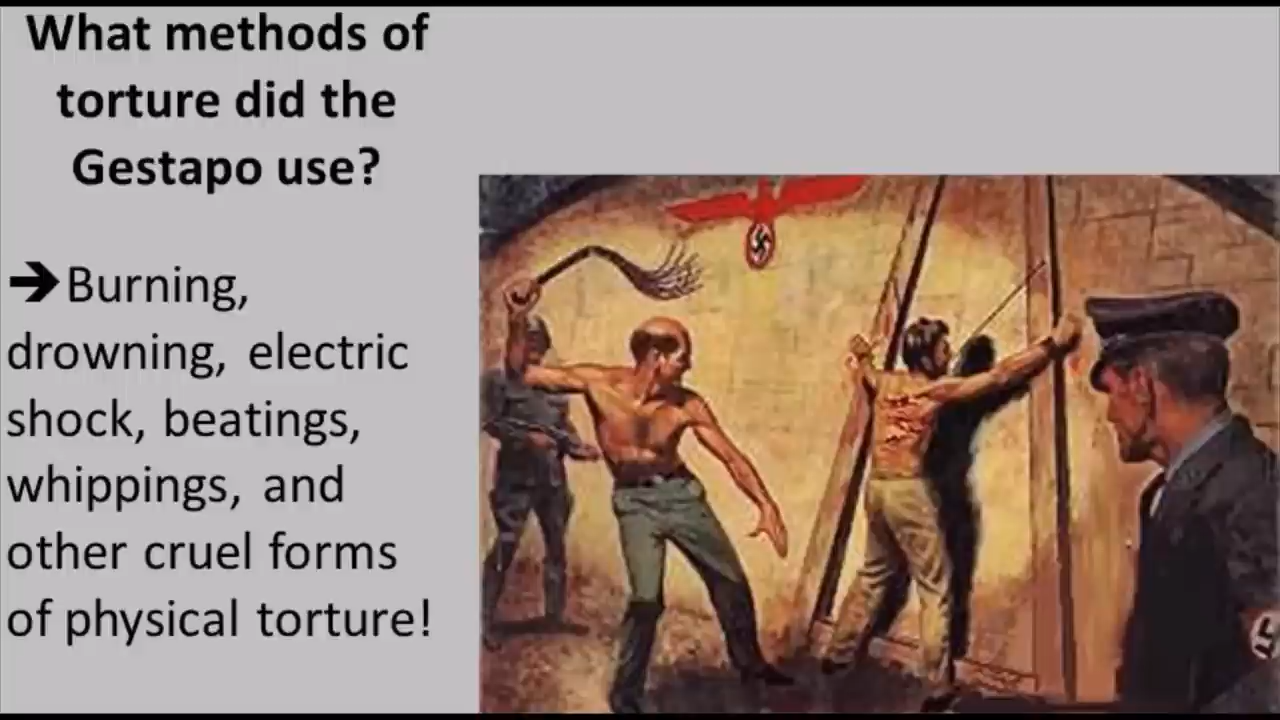 What methods of
torture did the
Gestapo use?
➔Burning,
drowning, electric
shock, beatings,
whippings, and
other cruel forms
of physical torture!